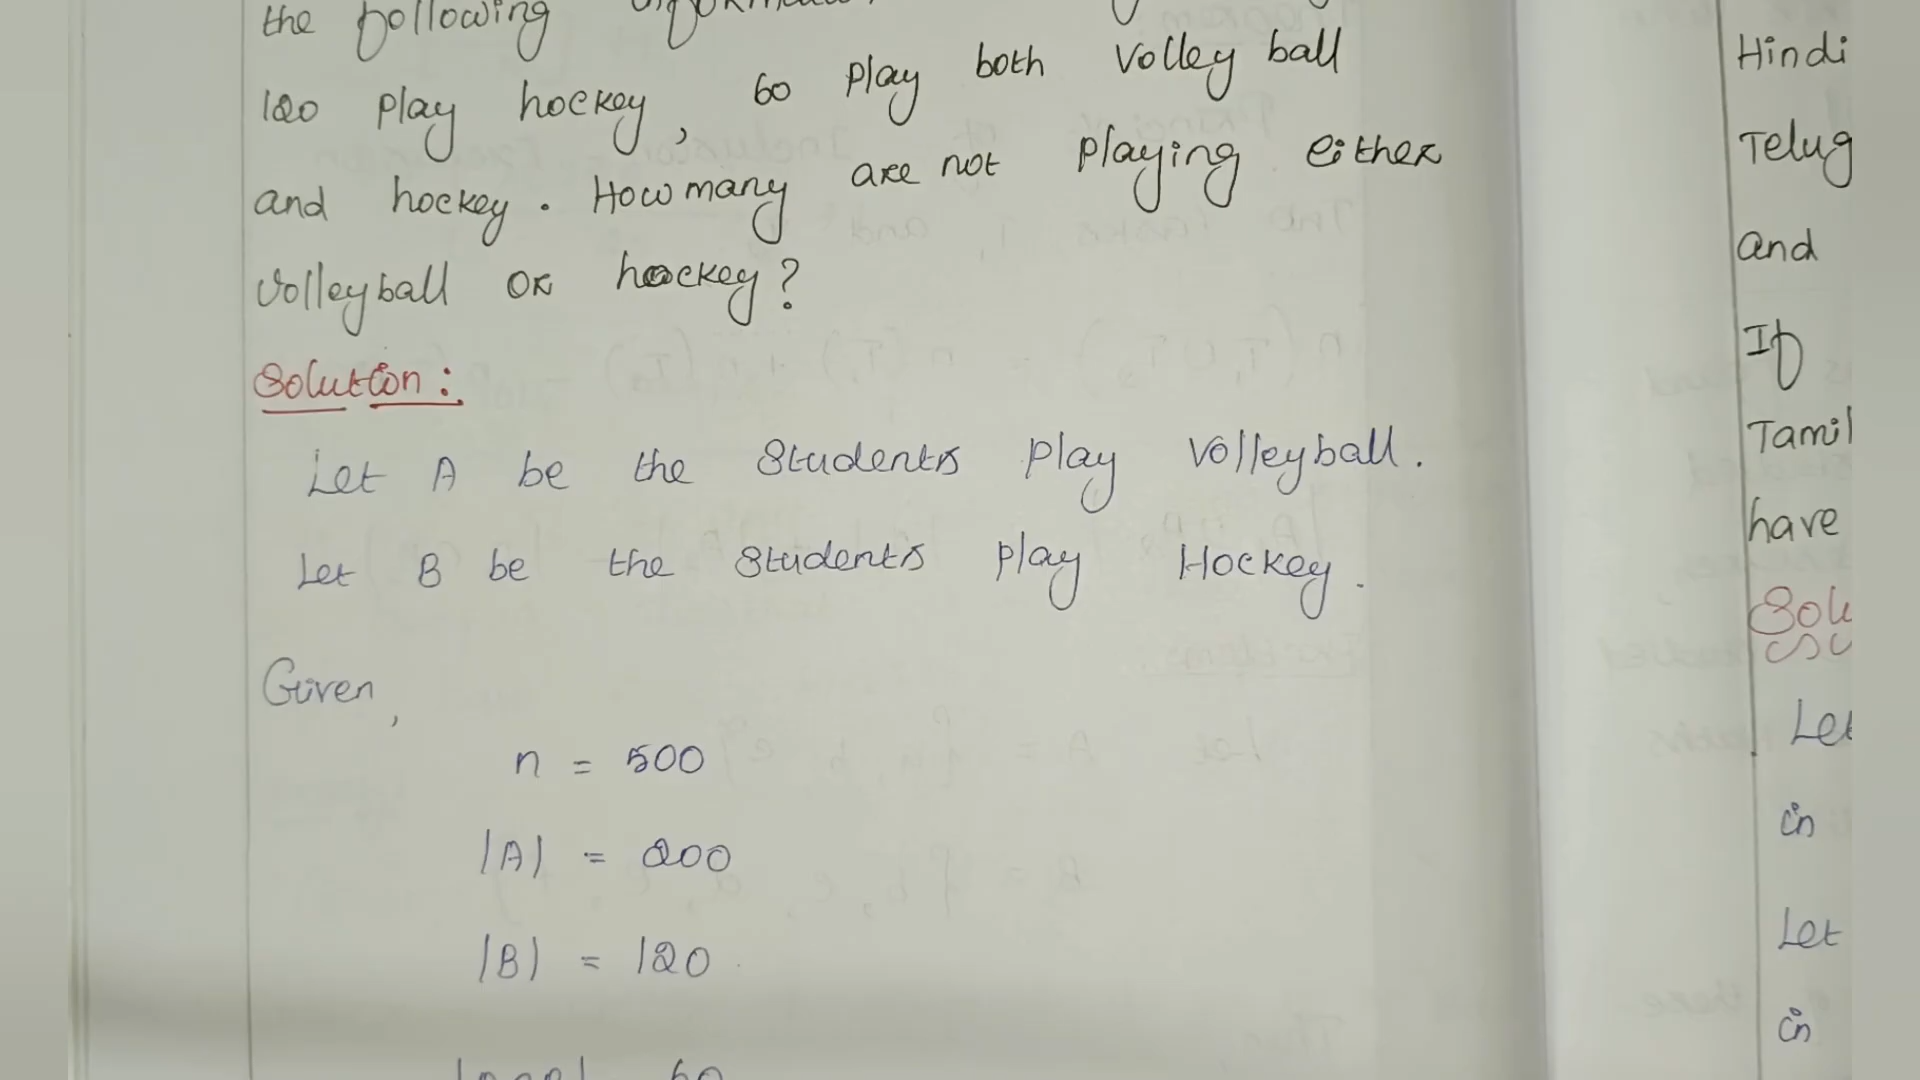 the following
120 play hockey, 60 play both volley ball
and hockey. How many are not playing either
volleyball or hockey?
Solution:
Let A be the Students play Volleyball.
Let B be the Students play Hockey.
Given,
n = 500
|A| = 200
|B| = 120
60
Hindi
Telug
and
If
Tamil
have
Solu
Let
in
Let
in